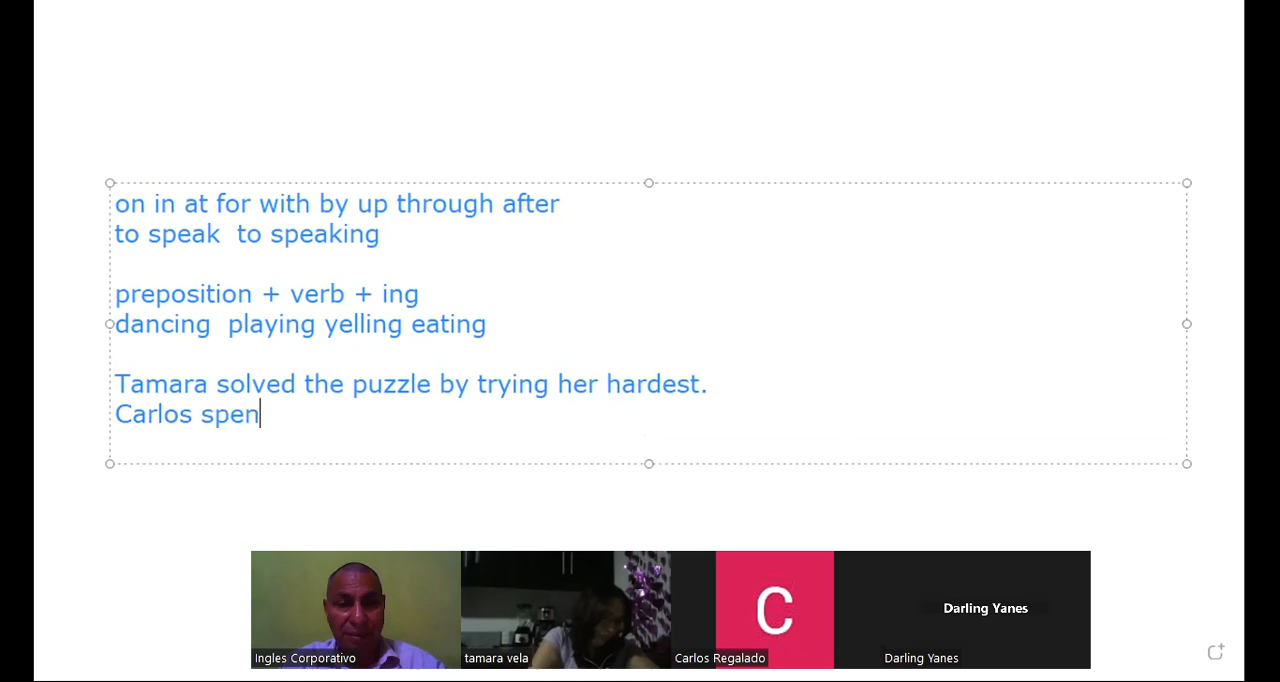 on in at for with by up through after
to speak  to speaking
preposition + verb + ing
dancing  playing yelling eating
Tamara solved the puzzle by trying her hardest.
Carlos spen
C
Darling Yanes
Ingles Corporativo
tamara vela
Carlos Regalado
Darling Yanes